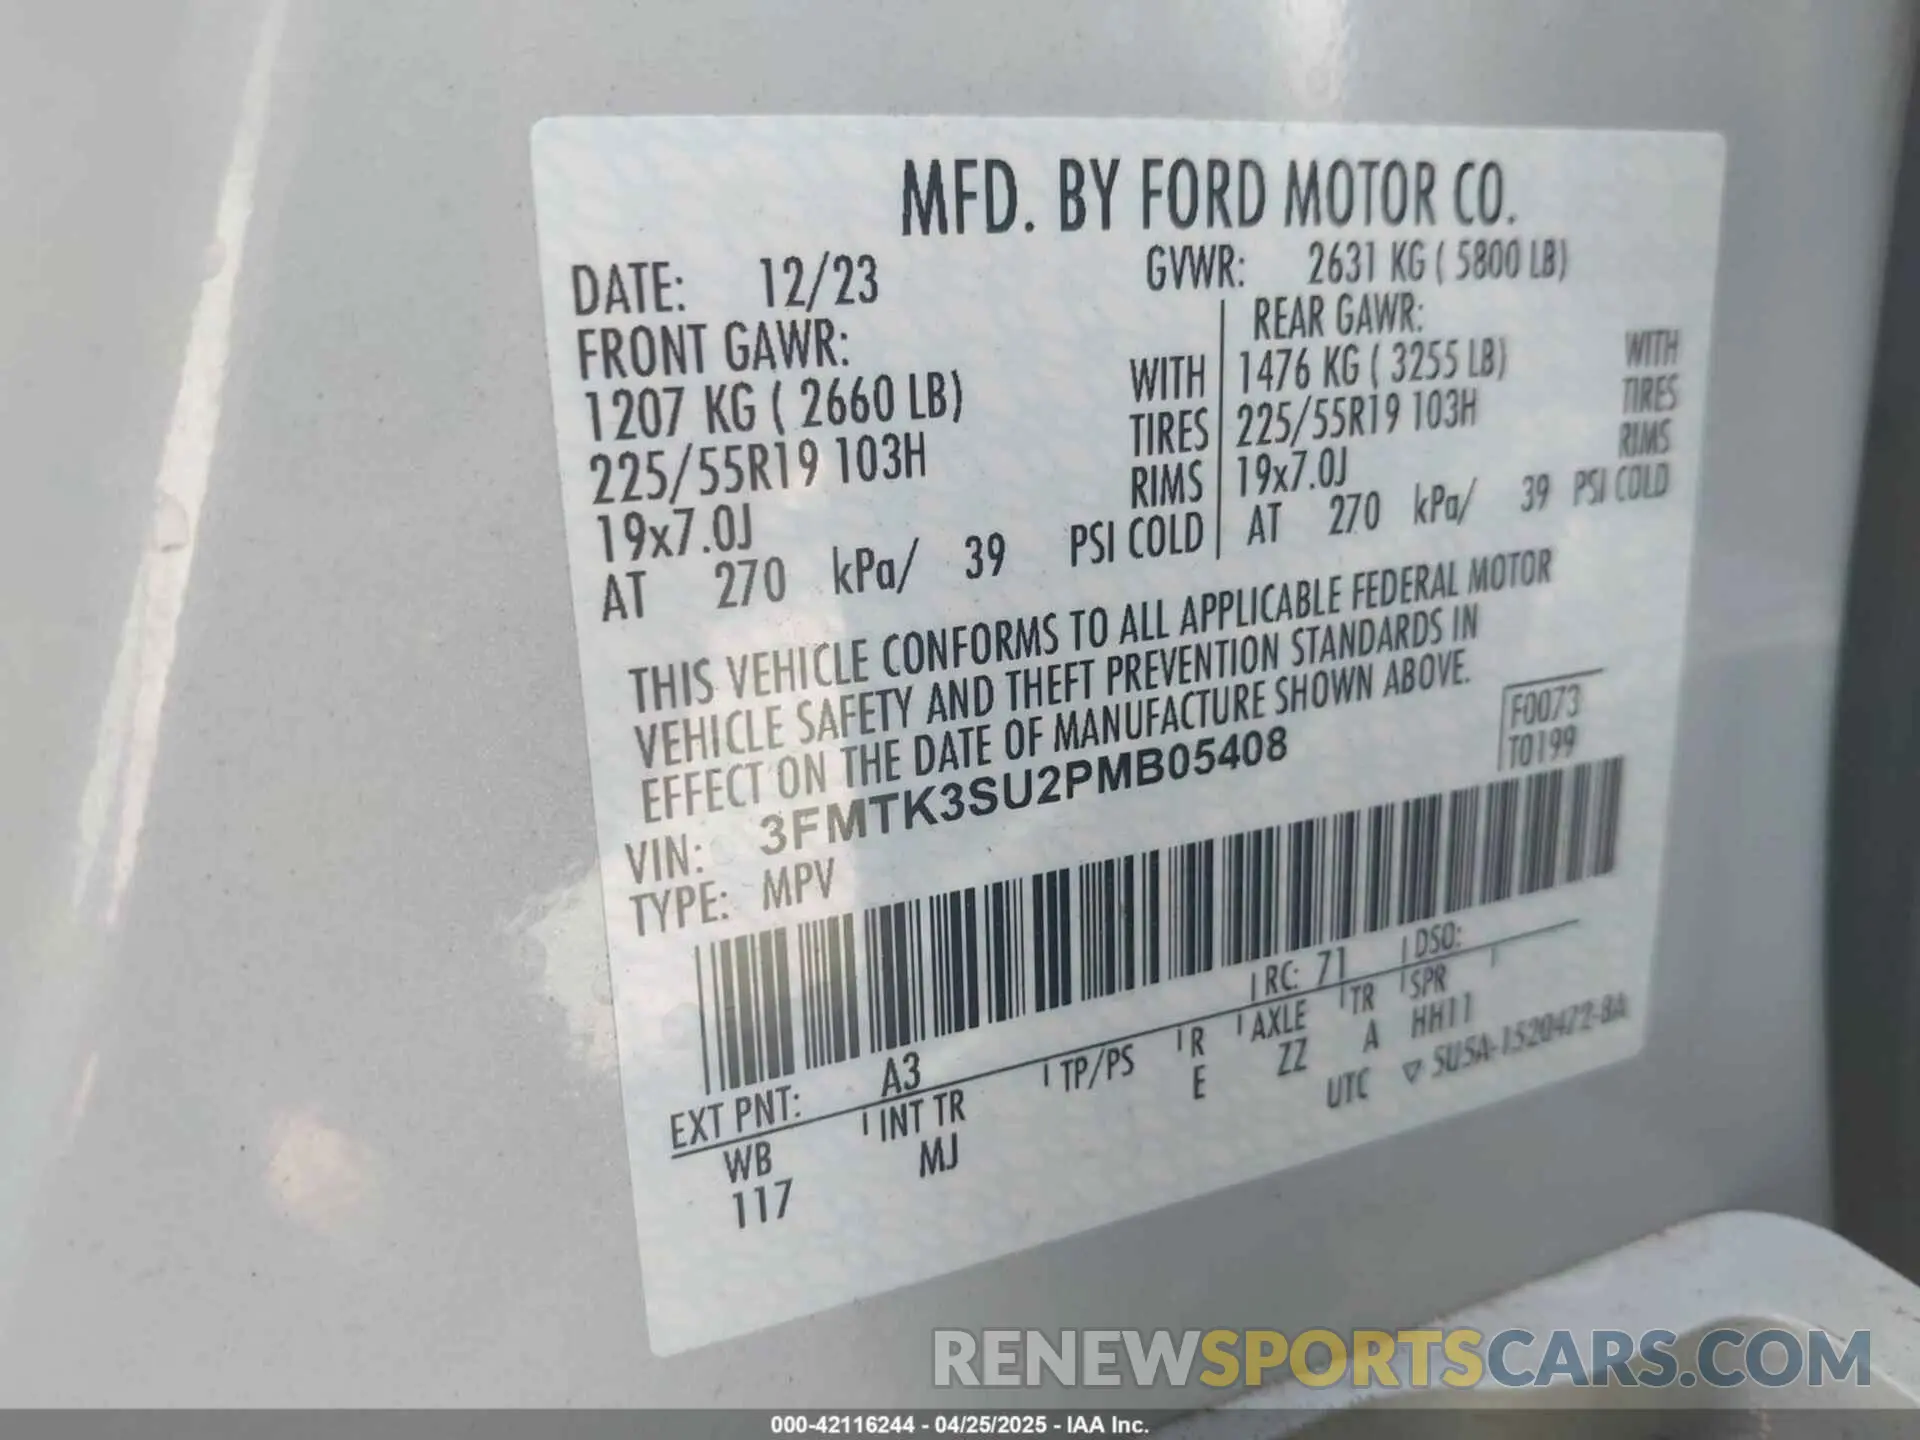 MFD. BY FORD MOTOR CO.
DATE: 12/23 GVWR: 2631 KG ( 5800 LB)
FRONT GAWR: REAR GAWR:
1207 KG ( 2660 LB) WITH 1476 KG ( 3255 LB) WITH
225/55R19 103H TIRES 225/55R19 103H TIRES
19x7.0J RIMS 19x7.0J RIMS
AT 270 kPa/ 39 PSI COLD AT 270 kPa/ 39 PSI COLD
THIS VEHICLE CONFORMS TO ALL APPLICABLE FEDERAL MOTOR
VEHICLE SAFETY AND THEFT PREVENTION STANDARDS IN
EFFECT ON THE DATE OF MANUFACTURE SHOWN ABOVE.
F0073
T0199
VIN: 3FMTK3SU2PMB05408
TYPE: MPV
EXT PNT: A3 RC: 71 DSO:
WB INT TR TP/PS R AXLE TR SPR
117 MJ E ZZ A HH11
UTC ▽ 5U5A-1520472-BA
RENEWSPORTSCARS.COM
000-42116244 - 04/25/2025 - IAA Inc.